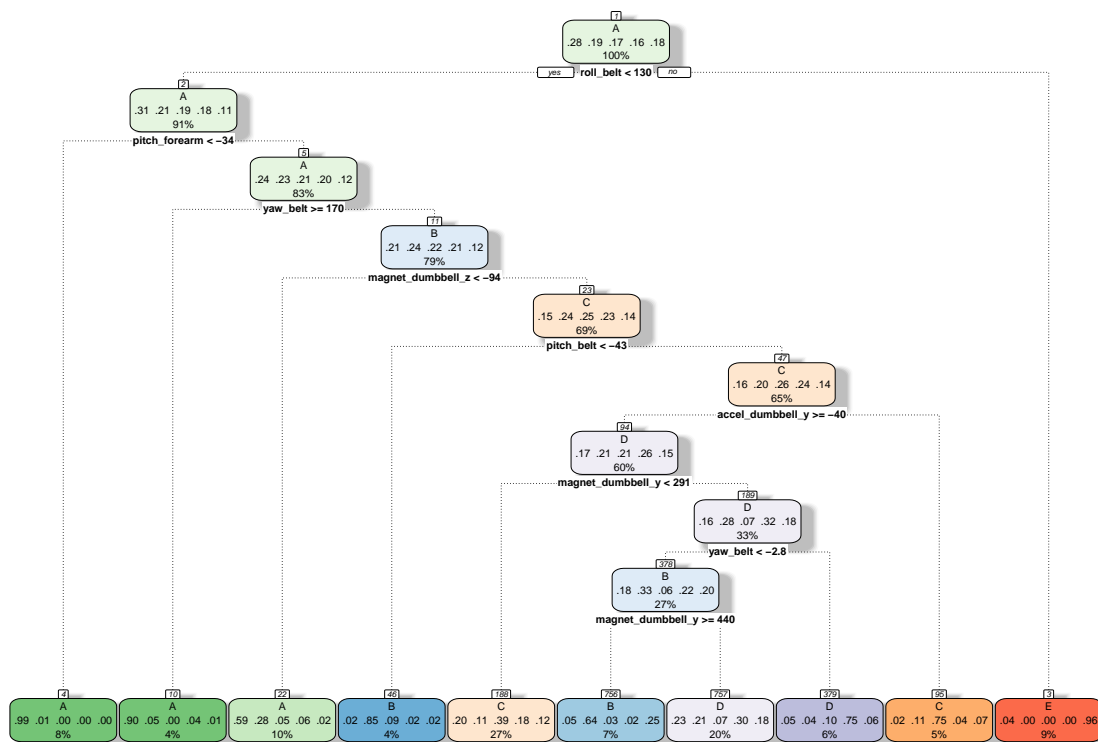 1
A
.28 .19 .17 .16 .18
100%
yes roll_belt < 130 no
2
A
.31 .21 .19 .18 .11
91%
pitch_forearm < −34
5
A
.24 .23 .21 .20 .12
83%
yaw_belt >= 170
11
B
.21 .24 .22 .21 .12
79%
magnet_dumbbell_z < −94
23
C
.15 .24 .25 .23 .14
69%
pitch_belt < −43
47
C
.16 .20 .26 .24 .14
65%
accel_dumbbell_y >= −40
94
D
.17 .21 .21 .26 .15
60%
magnet_dumbbell_y < 291
189
D
.16 .28 .07 .32 .18
33%
yaw_belt < −2.8
378
B
.18 .33 .06 .22 .20
27%
magnet_dumbbell_y >= 440
4
A
.99 .01 .00 .00 .00
8%
10
A
.90 .05 .00 .04 .01
4%
22
A
.59 .28 .05 .06 .02
10%
46
B
.02 .85 .09 .02 .02
4%
188
C
.20 .11 .39 .18 .12
27%
756
B
.05 .64 .03 .02 .25
7%
757
D
.23 .21 .07 .30 .18
20%
379
D
.05 .04 .10 .75 .06
6%
95
C
.02 .11 .75 .04 .07
5%
3
E
.04 .00 .00 .00 .96
9%